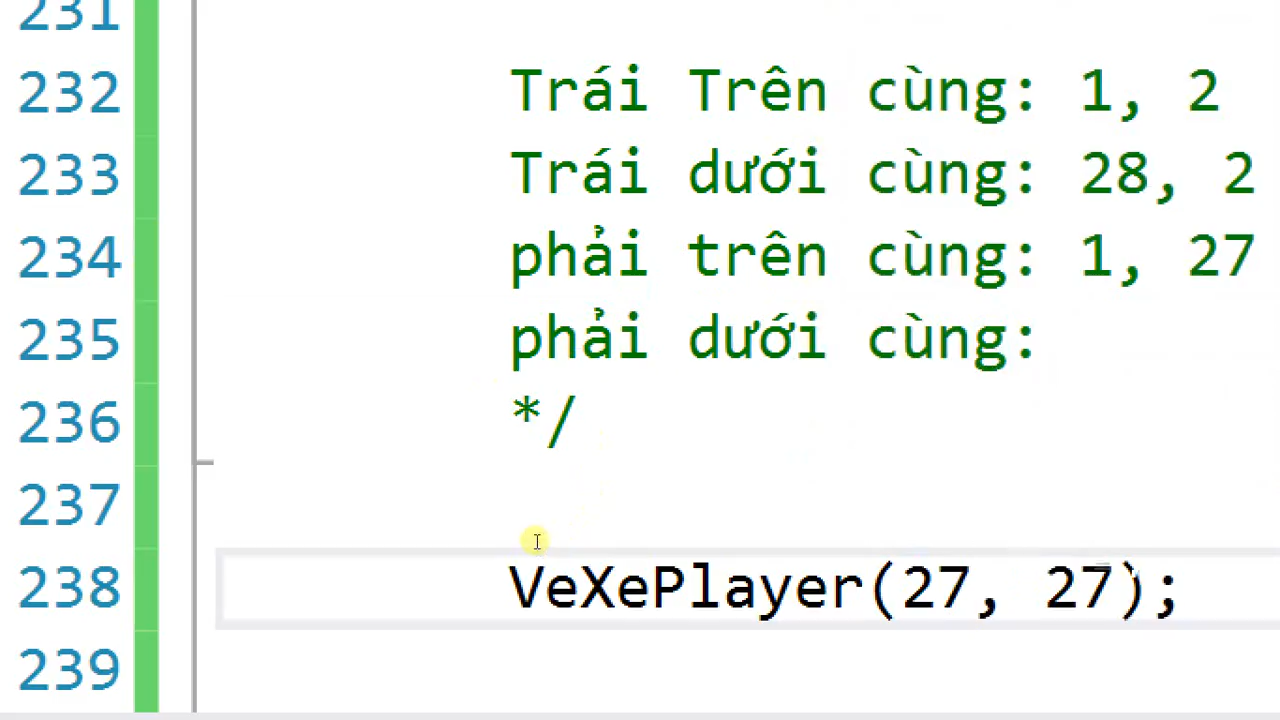 231
232 Trái Trên cùng: 1, 2
233 Trái dưới cùng: 28, 2
234 phải trên cùng: 1, 27
235 phải dưới cùng:
236 */
237
238 VeXePlayer(27, 27);
239